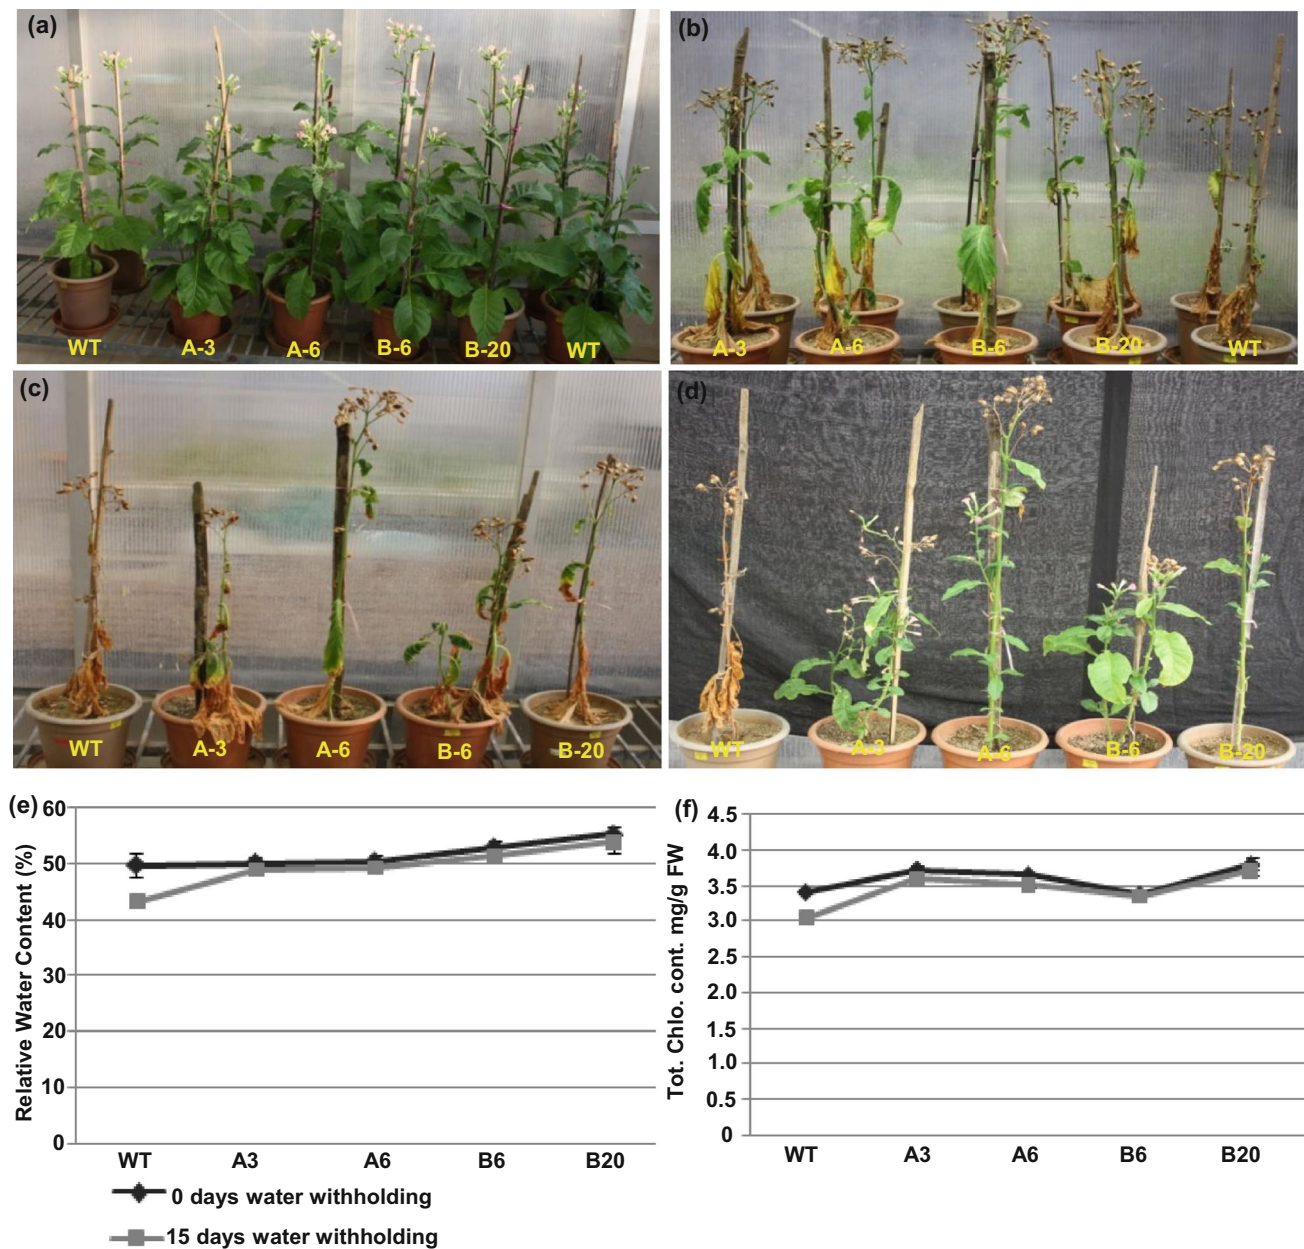 (a)
WT A-3 A-6 B-6 B-20 WT
(b)
A-3 A-6 B-6 B-20 WT
(c)
WT A-3 A-6 B-6 B-20
(d)
WT A-3 A-6 B-6 B-20
(e)
Relative Water Content (%)
60
50
40
30
20
10
0
WT A3 A6 B6 B20
0 days water withholding
15 days water withholding
(f)
Tot. Chlo. cont. mg/g FW
4.5
4.0
3.5
3.0
2.5
2.0
1.5
1.0
0.5
0
WT A3 A6 B6 B20